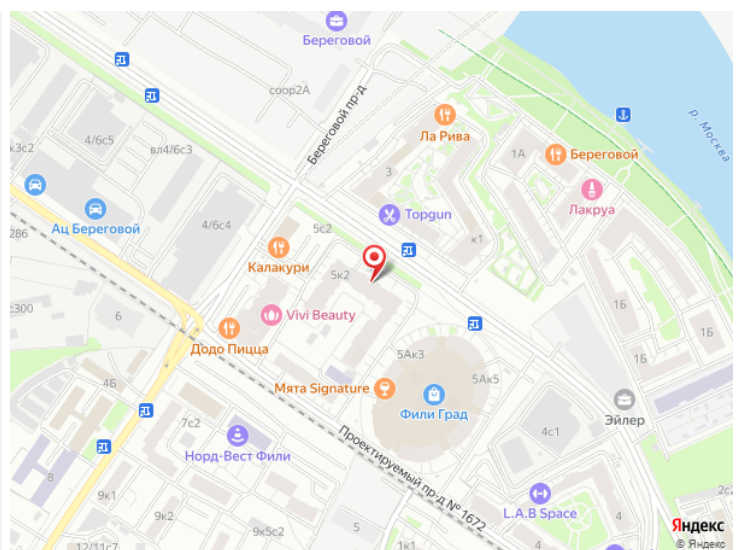 Береговой
соор2А
Береговой пр-д
4/6с5
вл4/6с3
к3с2
Ла Рива
3
1А
Береговой
р. Москва
Лакруа
Ац Береговой
4/6с4
5с2
Topgun
к1
286
Калакури
5к2
с300
6
Vivi Beauty
1Б
1Б
Додо Пицца
5Ак3
4Б
Мята Signature
5Ак5
Фили Град
Эйлер
7с2
4с1
Норд-Вест Фили
Проектируемый пр-д № 1672
8
9к1
L.A.B Space
4
9к5с2
5
12/11с7
9к2
1к1
Яндекс
© Яндекс